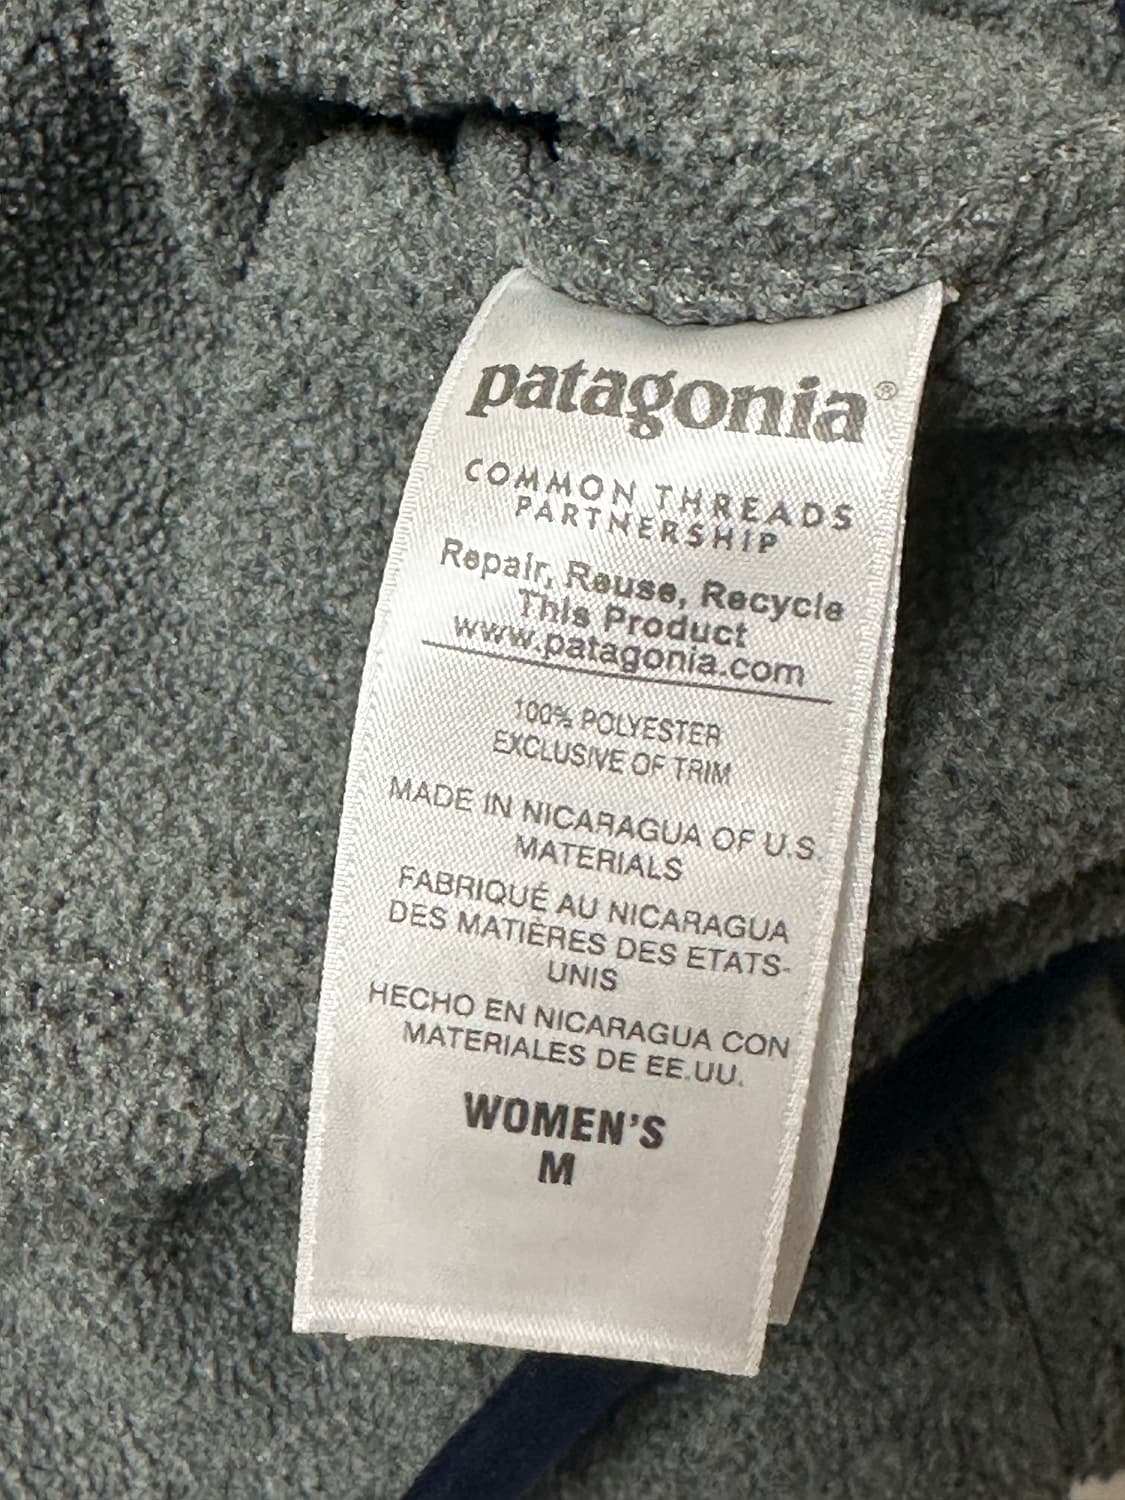 patagonia®
COMMON THREADS
PARTNERSHIP
Repair, Reuse, Recycle
This Product
www.patagonia.com
100% POLYESTER
EXCLUSIVE OF TRIM
MADE IN NICARAGUA OF U.S.
MATERIALS
FABRIQUÉ AU NICARAGUA
DES MATIÈRES DES ETATS-
UNIS
HECHO EN NICARAGUA CON
MATERIALES DE EE.UU.
WOMEN'S
M